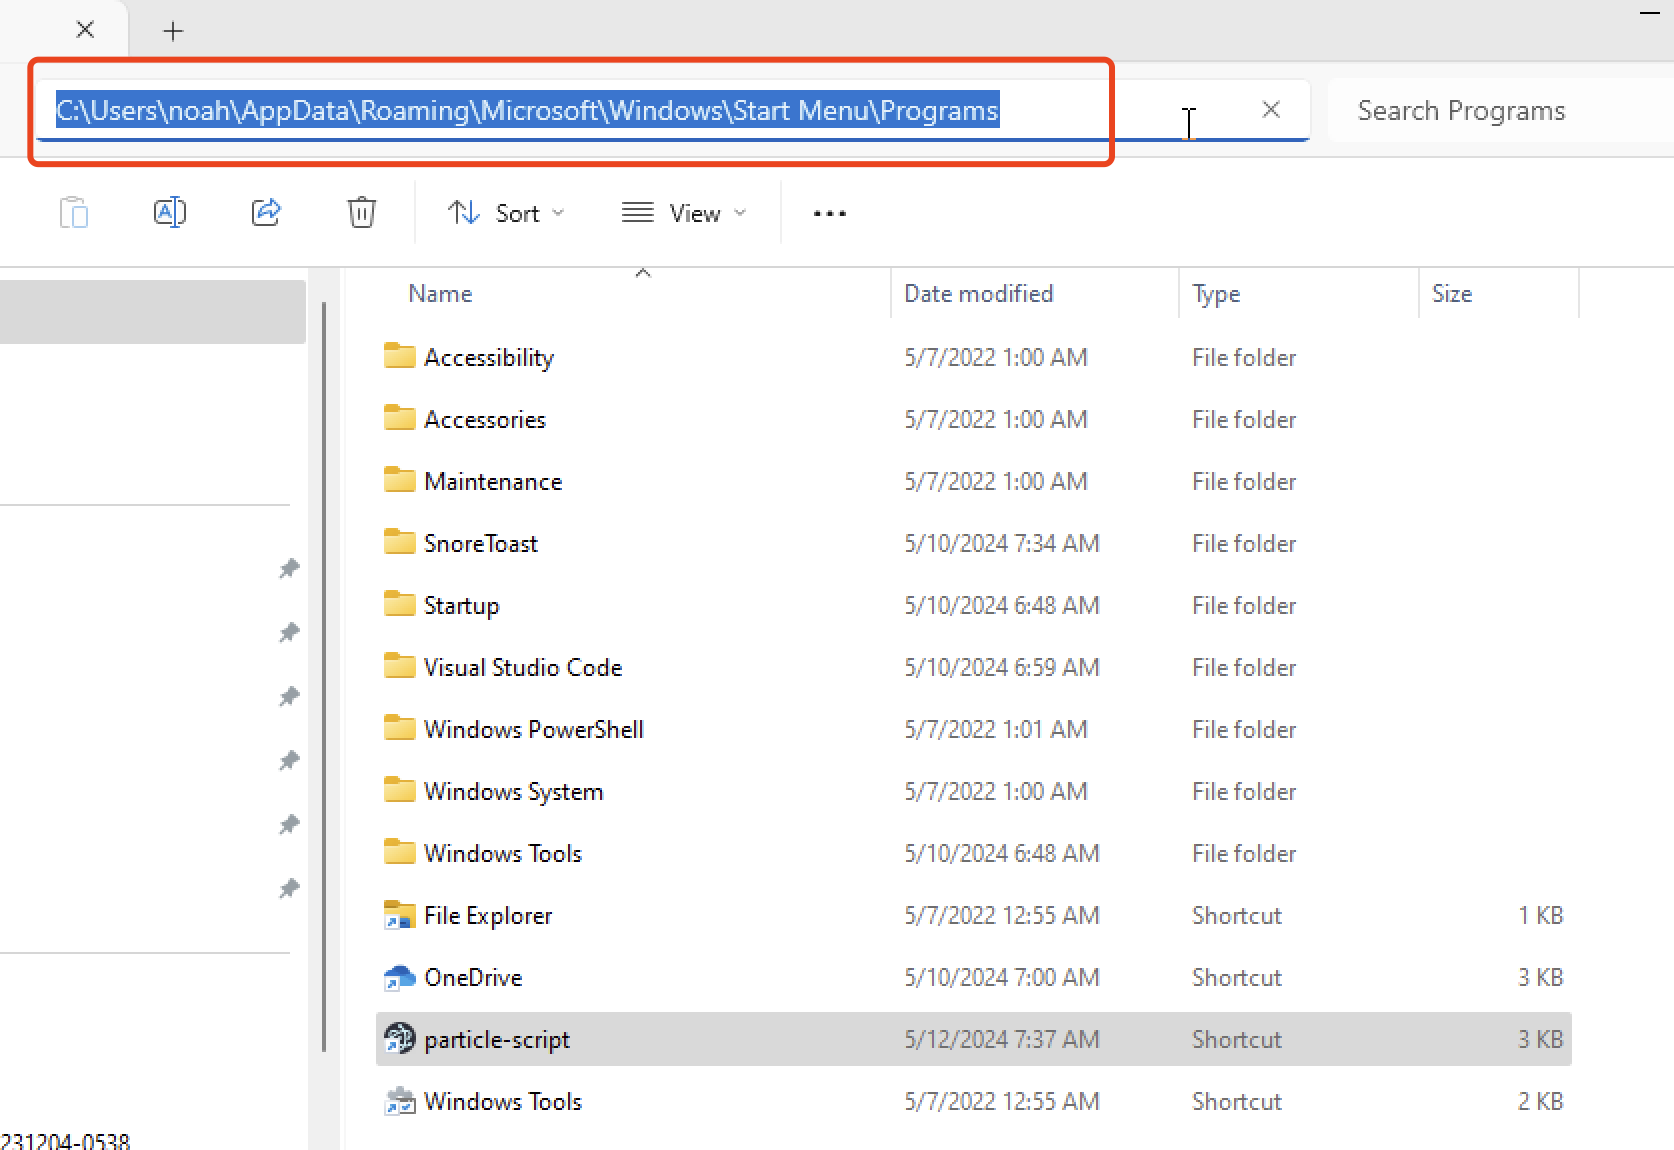 C:\Users\noah\AppData\Roaming\Microsoft\Windows\Start Menu\Programs
Search Programs
Sort
View
Name Date modified Type Size
Accessibility 5/7/2022 1:00 AM File folder
Accessories 5/7/2022 1:00 AM File folder
Maintenance 5/7/2022 1:00 AM File folder
SnoreToast 5/10/2024 7:34 AM File folder
Startup 5/10/2024 6:48 AM File folder
Visual Studio Code 5/10/2024 6:59 AM File folder
Windows PowerShell 5/7/2022 1:01 AM File folder
Windows System 5/7/2022 1:00 AM File folder
Windows Tools 5/10/2024 6:48 AM File folder
File Explorer 5/7/2022 12:55 AM Shortcut 1 KB
OneDrive 5/10/2024 7:00 AM Shortcut 3 KB
particle-script 5/12/2024 7:37 AM Shortcut 3 KB
Windows Tools 5/7/2022 12:55 AM Shortcut 2 KB
231204-0538